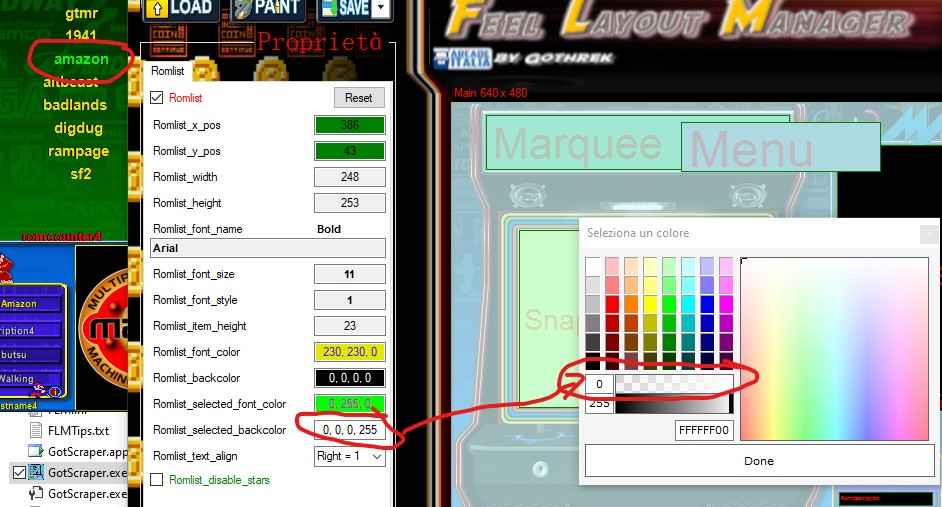 gtmr
1941
amazon
altbeast
badlands
digdug
rampage
sf2
romcounter4
Amazon
ription4
butsu
Walking
stname4
FLMTips.txt
GotScraper.app
GotScraper.exe
GotScraper.exe
LOAD
PAINT
SAVE
Proprietà
Romlist
Romlist
Reset
Romlist_x_pos
386
Romlist_y_pos
43
Romlist_width
248
Romlist_height
253
Romlist_font_name
Bold
Arial
Romlist_font_size
11
Romlist_font_style
1
Romlist_item_height
23
Romlist_font_color
230, 230, 0
Romlist_backcolor
0, 0, 0, 0
Romlist_selected_font_color
0, 255, 0
Romlist_selected_backcolor
0, 0, 0, 255
Romlist_text_align
Right = 1
Romlist_disable_stars
Feel Layout Manager
ARCADE
ITALIA
BY GOTHREK
Main 640 x 480
Marquee
Menu
Snap
Seleziona un colore
x
0
255
FFFFFF00
Done
Romdescription